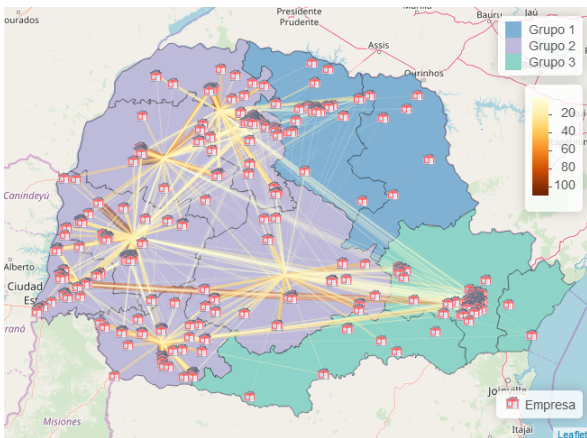 ourados
Presidente
Prudente
Bauru
Jaú
Assis
Ourinhos
Grupo 1
Grupo 2
Grupo 3
20
40
60
80
100
Canindeyú
Alberto
Ciudad
Es
araná
Misiones
Joinville
Itajaí
Empresa
Leaflet